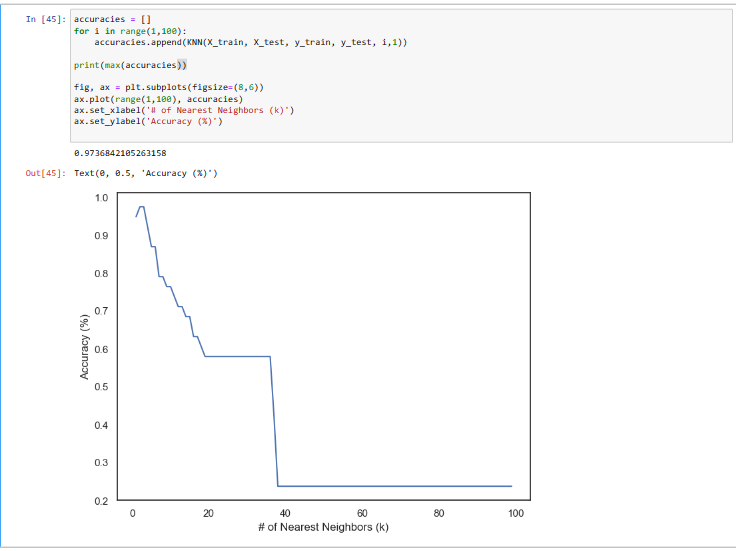 In [45]: accuracies = []
for i in range(1,100):
accuracies.append(KNN(X_train, X_test, y_train, y_test, i,1))
print(max(accuracies))
fig, ax = plt.subplots(figsize=(8,6))
ax.plot(range(1,100), accuracies)
ax.set_xlabel('# of Nearest Neighbors (k)')
ax.set_ylabel('Accuracy (%)')
0.9736842105263158
Out[45]: Text(0, 0.5, 'Accuracy (%)')
1.0
0.9
0.8
0.7
0.6
0.5
0.4
0.3
0.2
Accuracy (%)
0 20 40 60 80 100
# of Nearest Neighbors (k)